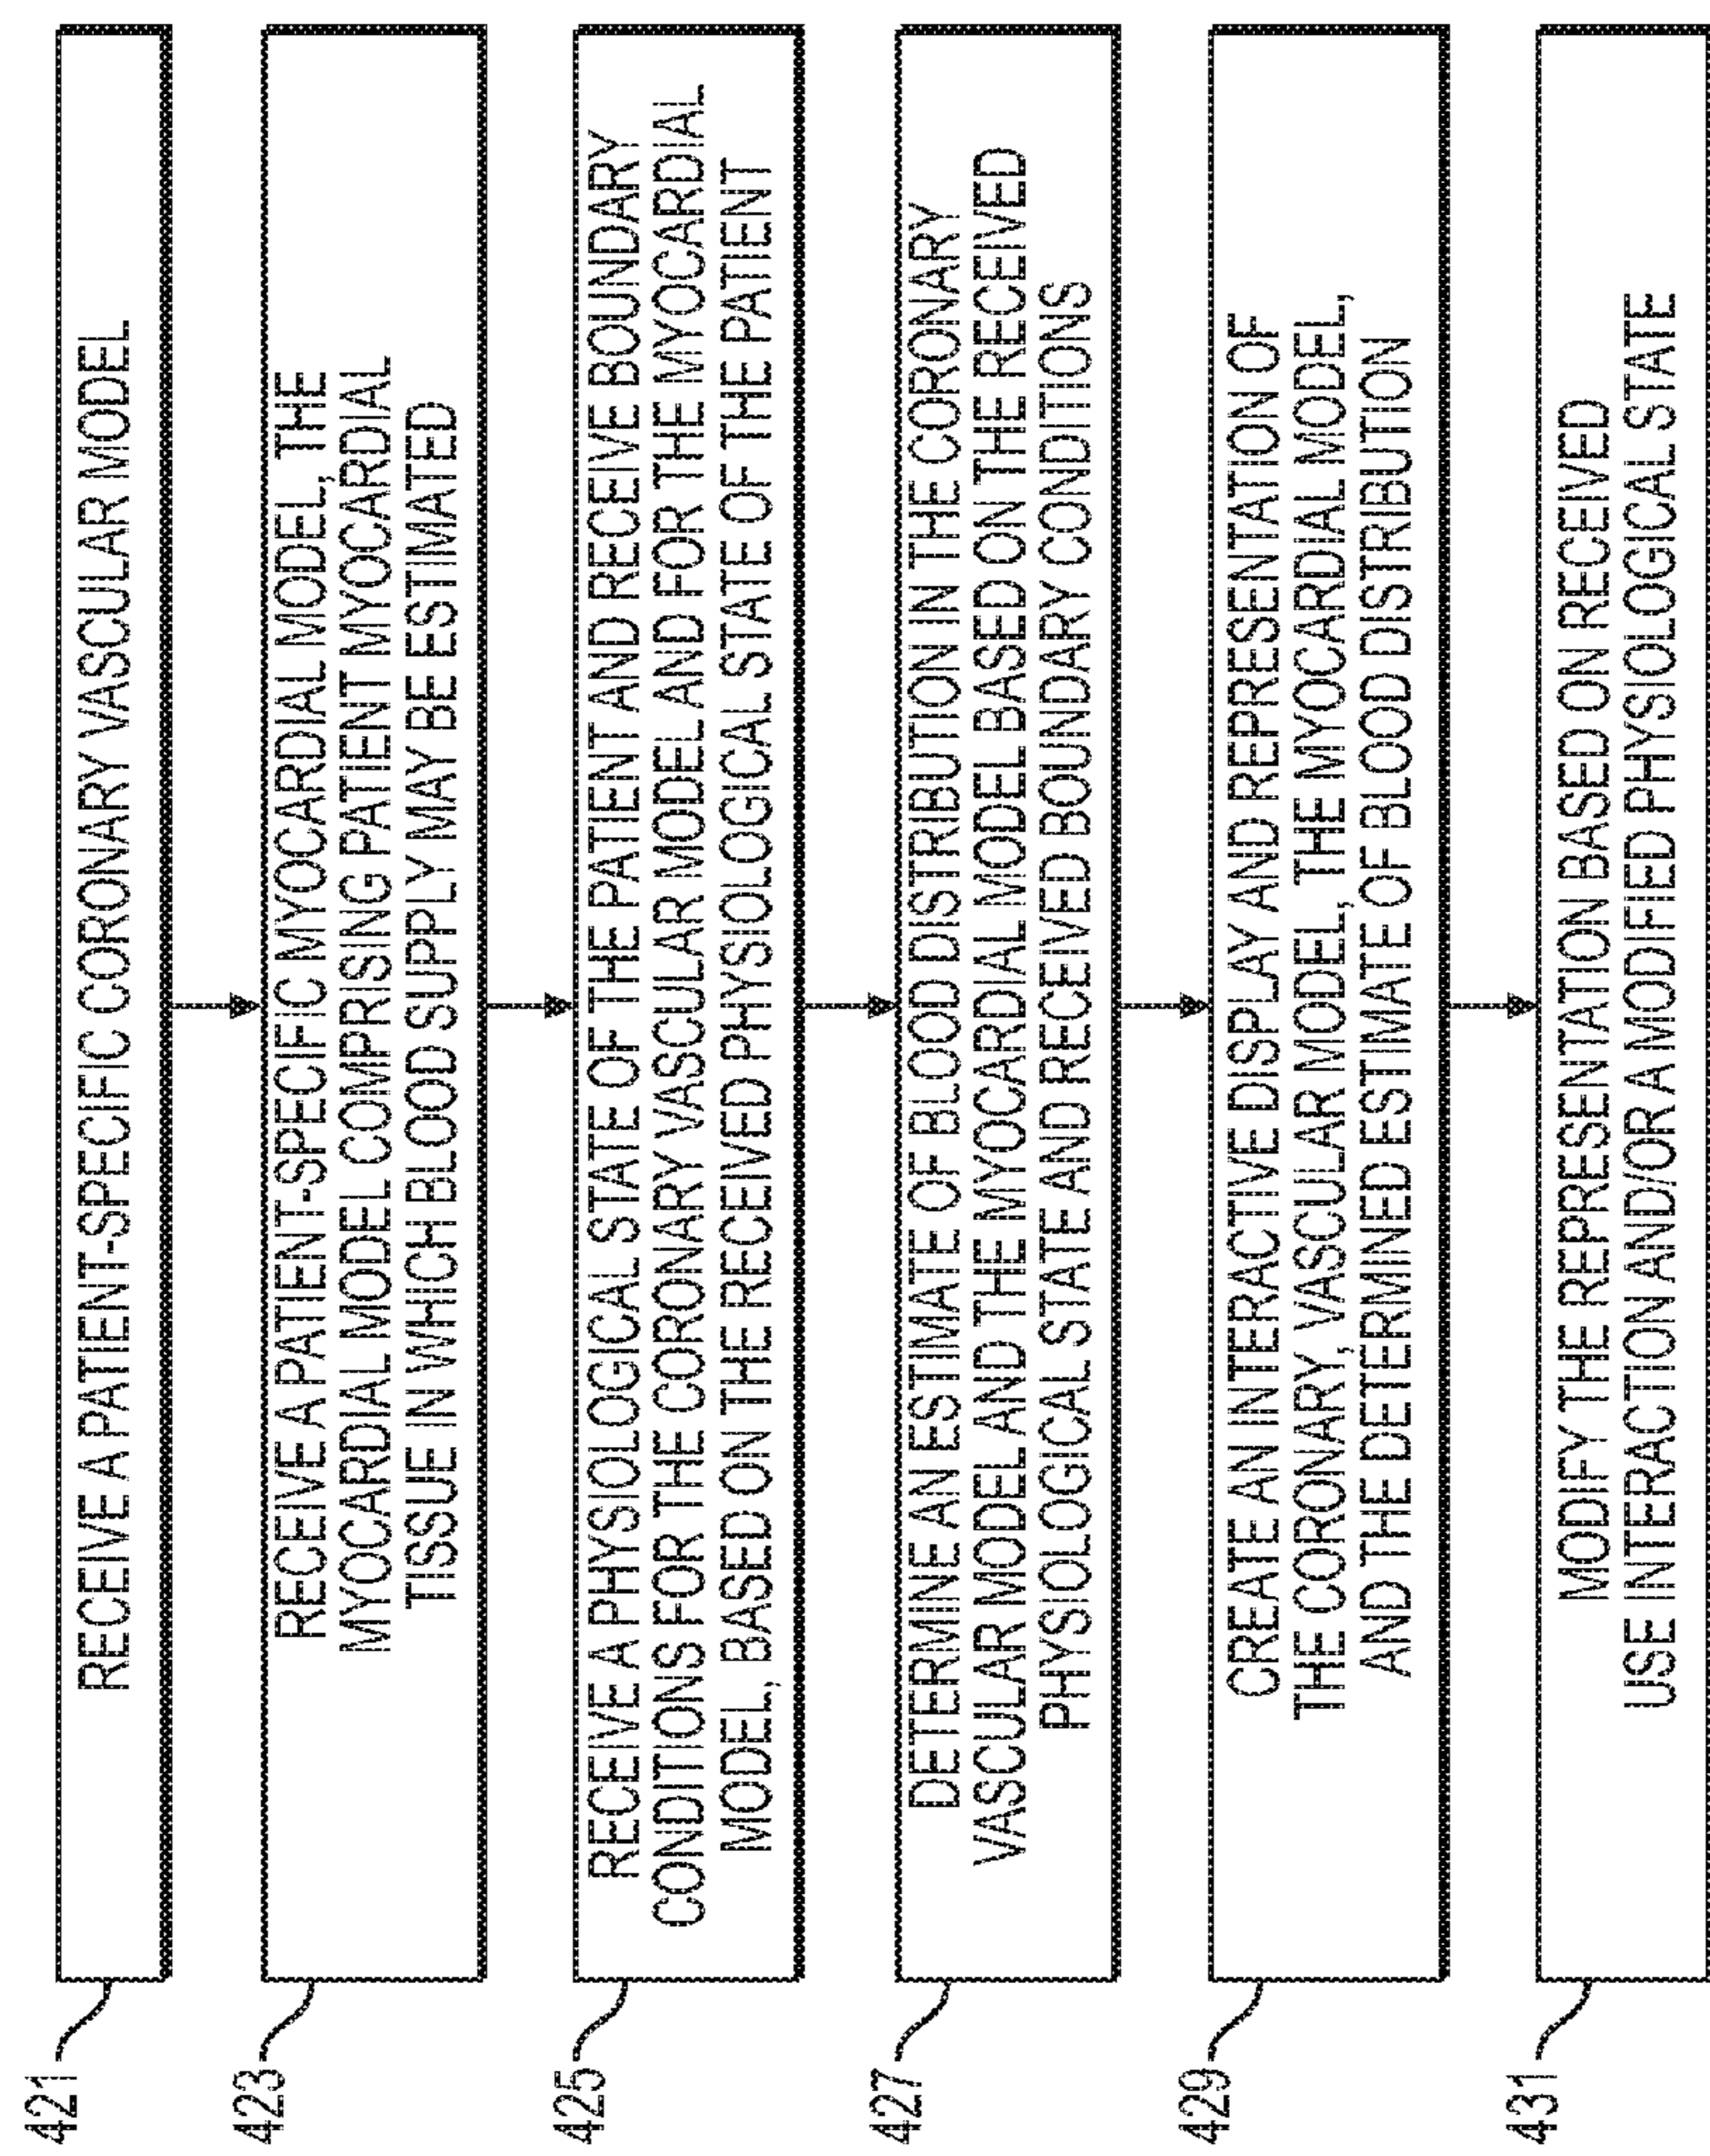 421
RECEIVE A PATIENT-SPECIFIC CORONARY VASCULAR MODEL
423
RECEIVE A PATIENT-SPECIFIC MYOCARDIAL MODEL, THE
MYOCARDIAL MODEL COMPRISING PATIENT MYOCARDIAL
TISSUE IN WHICH BLOOD SUPPLY MAY BE ESTIMATED
425
RECEIVE A PHYSIOLOGICAL STATE OF THE PATIENT AND RECEIVE BOUNDARY
CONDITIONS FOR THE CORONARY VASCULAR MODEL AND FOR THE MYOCARDIAL
MODEL, BASED ON THE RECEIVED PHYSIOLOGICAL STATE OF THE PATIENT
427
DETERMINE AN ESTIMATE OF BLOOD DISTRIBUTION IN THE CORONARY
VASCULAR MODEL AND THE MYOCARDIAL MODEL BASED ON THE RECEIVED
PHYSIOLOGICAL STATE AND RECEIVED BOUNDARY CONDITIONS
429
CREATE AN INTERACTIVE DISPLAY AND REPRESENTATION OF
THE CORONARY, VASCULAR MODEL, THE MYOCARDIAL MODEL,
AND THE DETERMINED ESTIMATE OF BLOOD DISTRIBUTION
431
MODIFY THE REPRESENTATION BASED ON RECEIVED
USE INTERACTION AND/OR A MODIFIED PHYSIOLOGICAL STATE